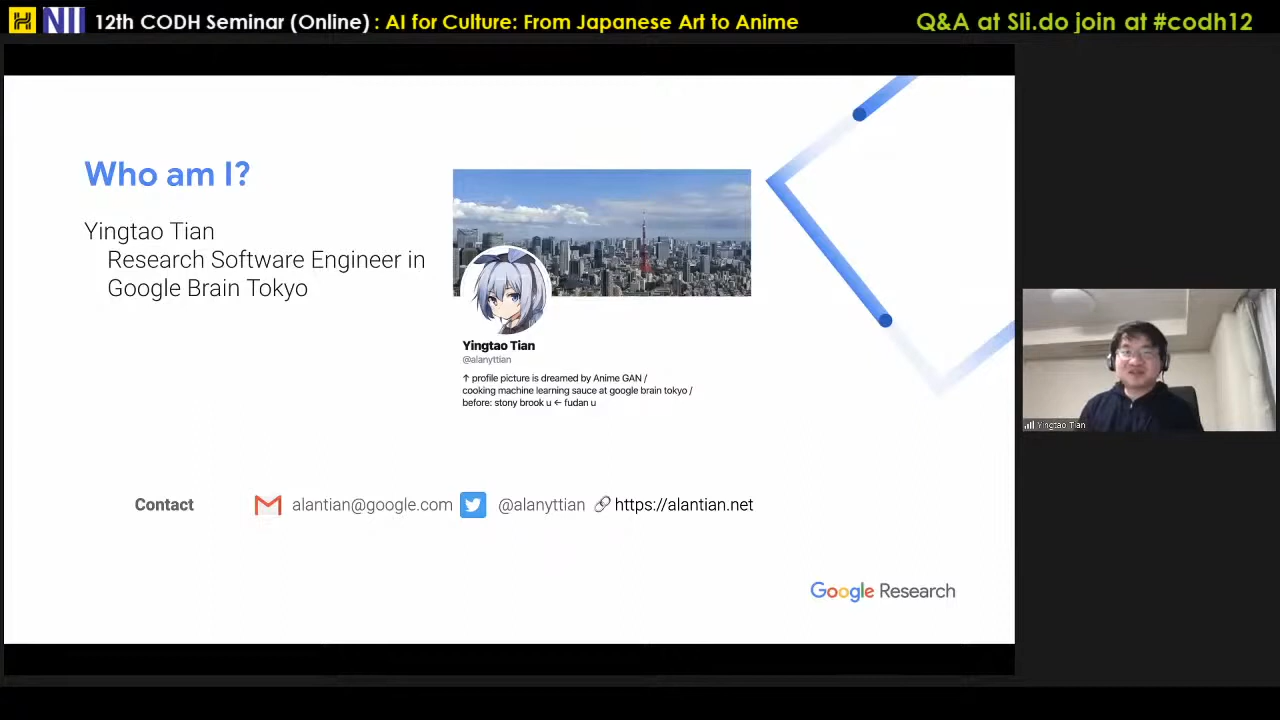 12th CODH Seminar (Online) : AI for Culture: From Japanese Art to Anime
Q&A at Sli.do join at #codh12
Who am I?
Yingtao Tian
Research Software Engineer in
Google Brain Tokyo
Yingtao Tian
@alanyttian
↑ profile picture is dreamed by Anime GAN /
cooking machine learning sauce at google brain tokyo /
before: stony brook u ← fudan u
Contact
alantian@google.com
@alanyttian
https://alantian.net
Google Research
Yingtao Tian